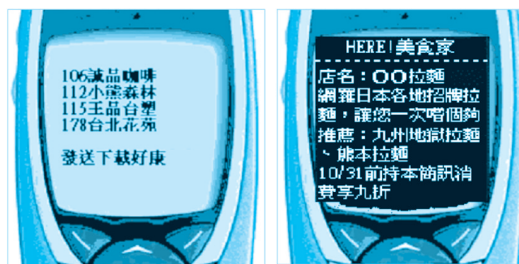 106誠品咖啡
112小熊森林
115王品台塑
178台北花苑
發送下載好康
HERE!美食家
店名：○○拉麵
網羅日本各地招牌拉
麵，讓您一次嚐個夠
推薦：九州地獄拉麵
、熊本拉麵
10/31前持本簡訊消
費享九折